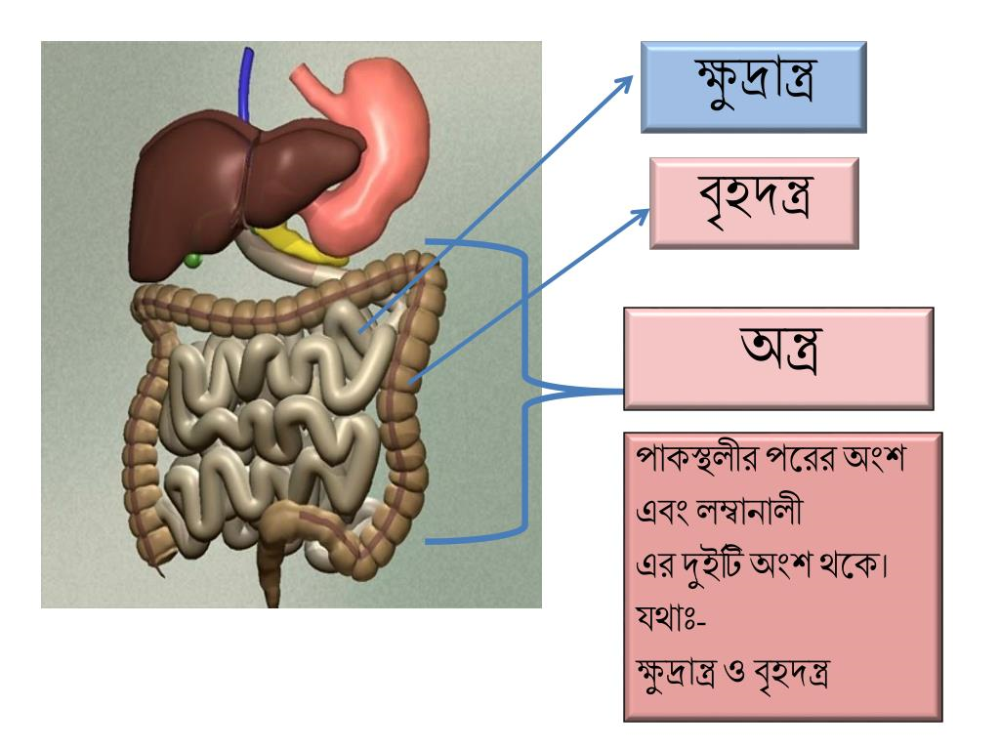 ক্ষুদ্রান্ত্র
বৃহদন্ত্র
অন্ত্র
পাকস্থলীর পরের অংশ
এবং লম্বানালী
এর দুইটি অংশ থকে।
যথাঃ-
ক্ষুদ্রান্ত্র ও বৃহদন্ত্র